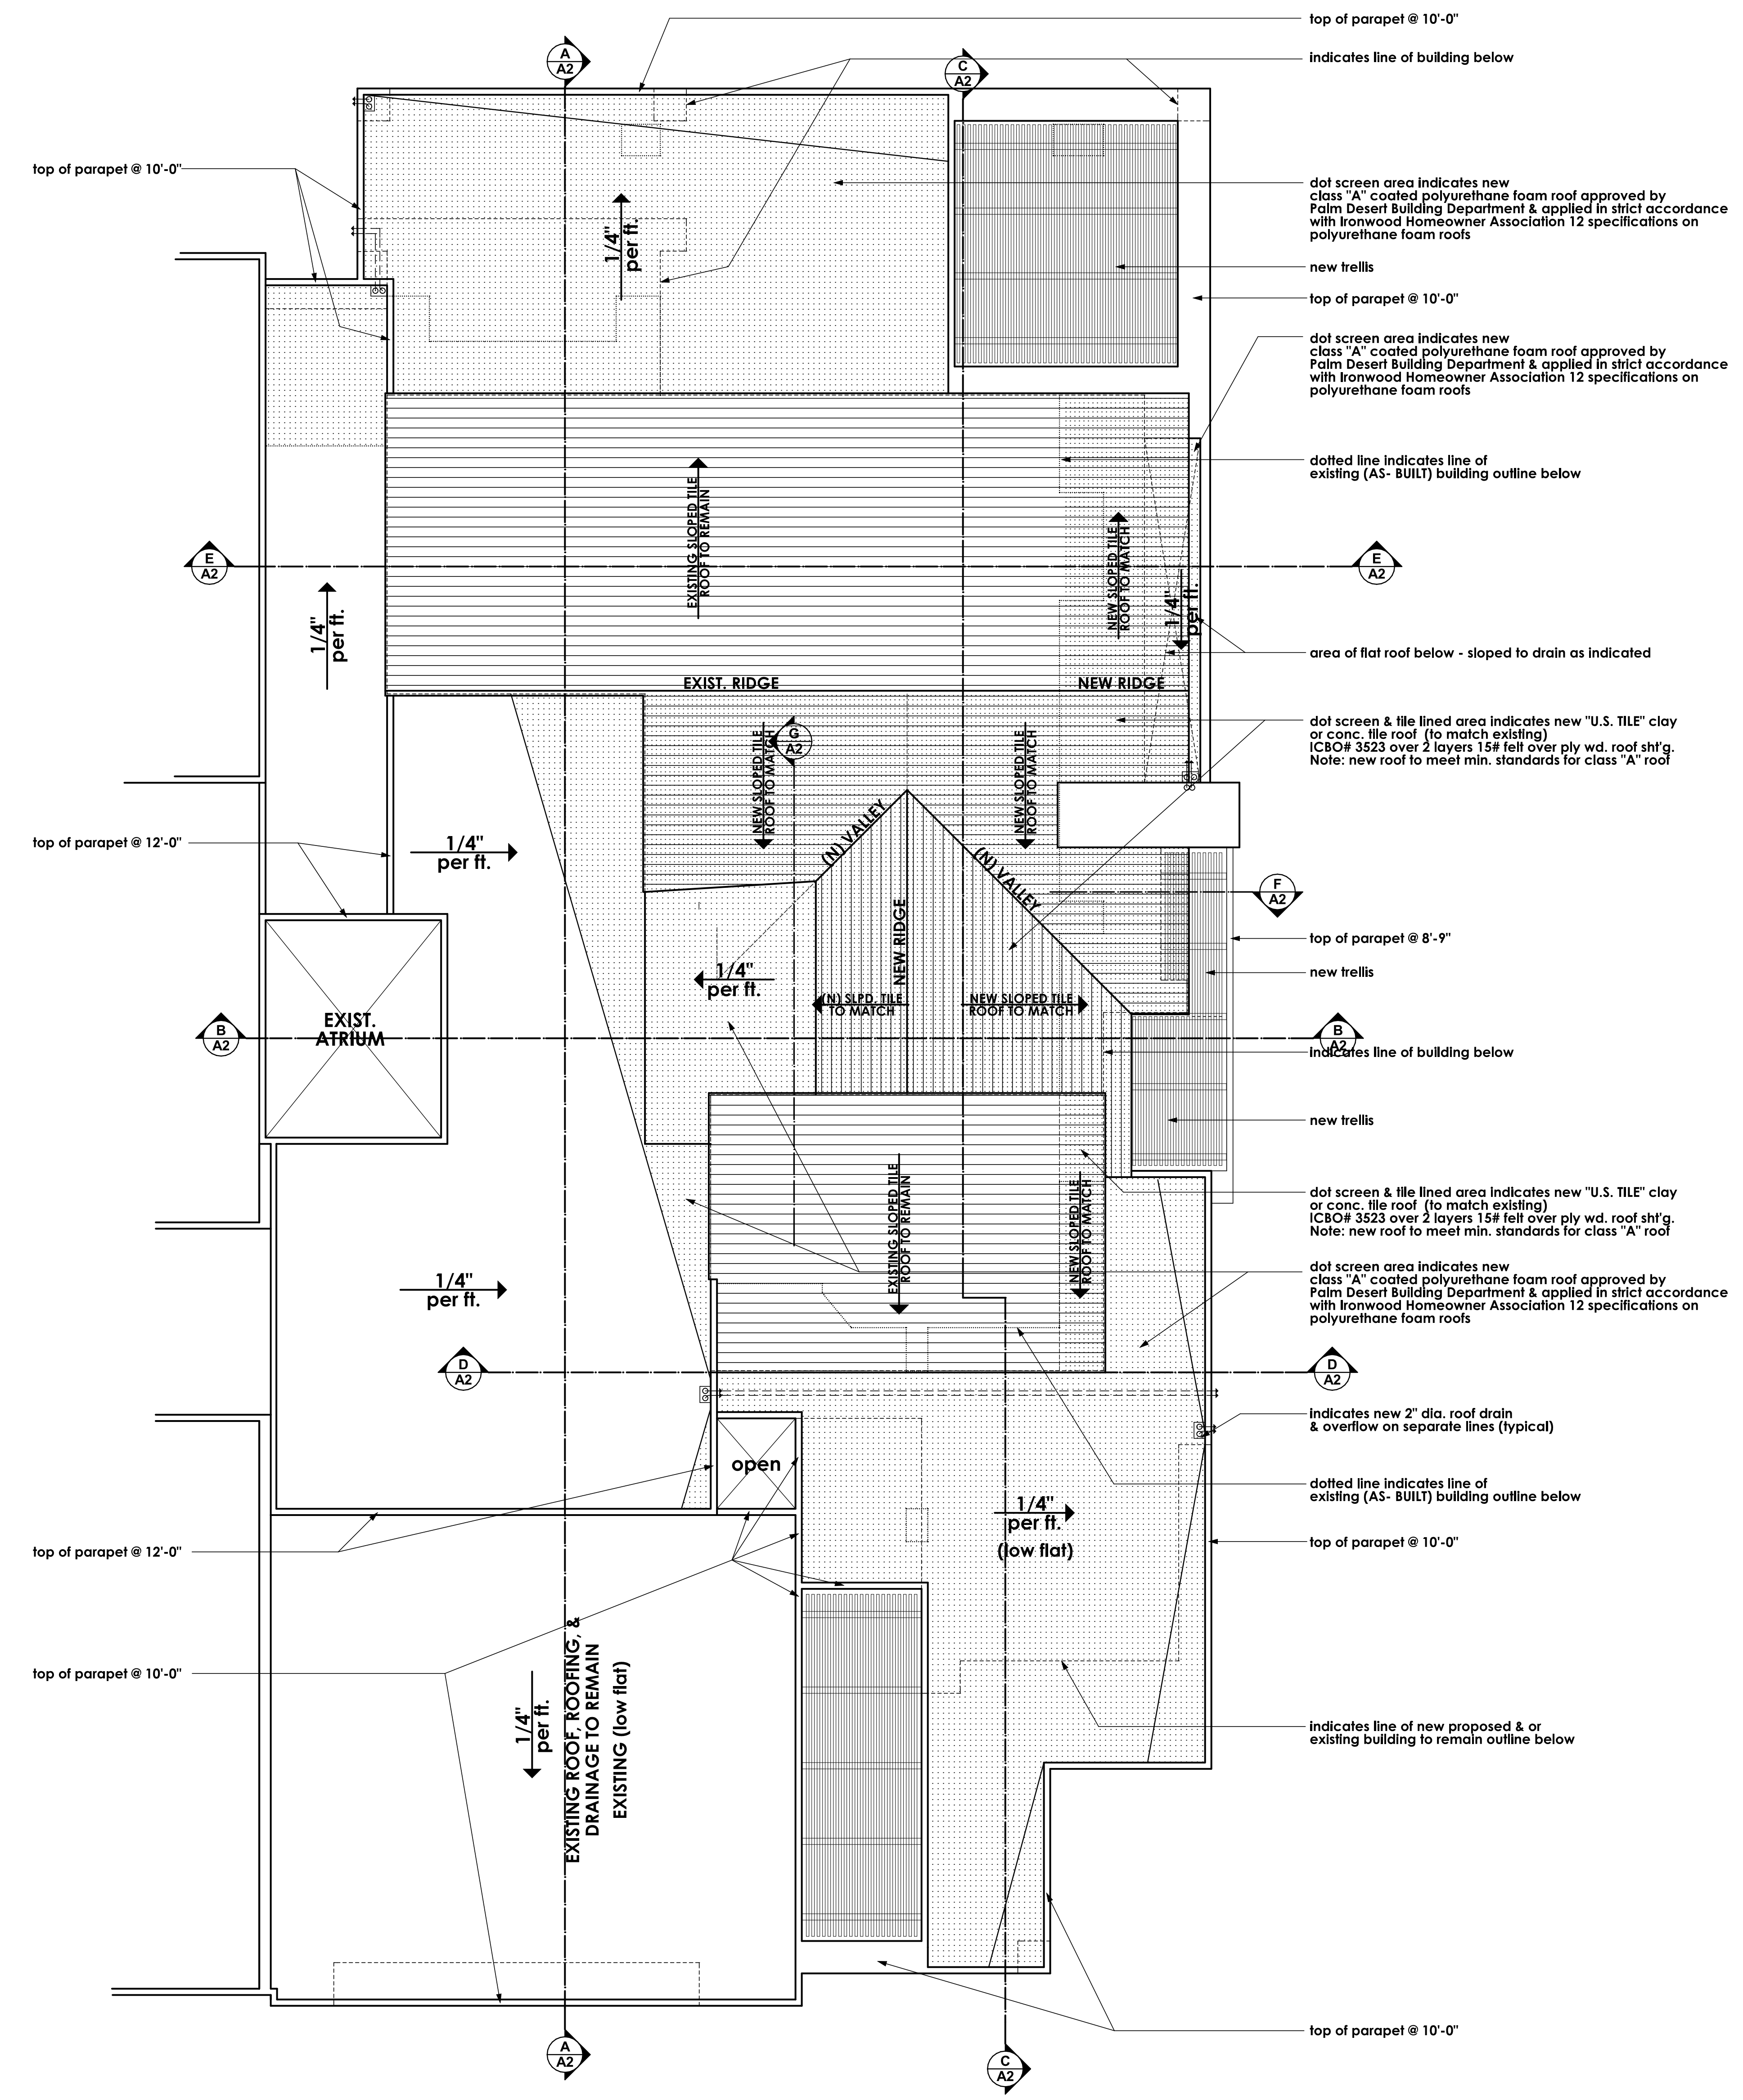 top of parapet @ 10'-0"
indicates line of building below
A
A2
C
A2
top of parapet @ 10'-0"
dot screen area indicates new
class "A" coated polyurethane foam roof approved by
Palm Desert Building Department & applied in strict accordance
with Ironwood Homeowner Association 12 specifications on
polyurethane foam roofs
1/4"
per ft.
new trellis
top of parapet @ 10'-0"
dot screen area indicates new
class "A" coated polyurethane foam roof approved by
Palm Desert Building Department & applied in strict accordance
with Ironwood Homeowner Association 12 specifications on
polyurethane foam roofs
dotted line indicates line of
existing (AS- BUILT) building outline below
EXISTING SLOPED TILE
ROOF TO REMAIN
NEW SLOPED TILE
ROOF TO MATCH
E
A2
E
A2
1/4"
per ft.
1/4"
per ft.
area of flat roof below - sloped to drain as indicated
EXIST. RIDGE
NEW RIDGE
dot screen & tile lined area indicates new "U.S. TILE" clay
or conc. tile roof (to match existing)
ICBO# 3523 over 2 layers 15# felt over ply wd. roof sht'g.
Note: new roof to meet min. standards for class "A" roof
NEW SLOPED TILE
ROOF TO MATCH
G
A2
NEW SLOPED TILE
ROOF TO MATCH
top of parapet @ 12'-0"
1/4"
per ft.
(N) VALLEY
(N) VALLEY
F
A2
NEW RIDGE
top of parapet @ 8'-9"
new trellis
1/4"
per ft.
(N) SLPD. TILE
TO MATCH
NEW SLOPED TILE
ROOF TO MATCH
EXIST.
ATRIUM
B
A2
B
A2
indicates line of building below
new trellis
EXISTING SLOPED TILE
ROOF TO REMAIN
NEW SLOPED TILE
ROOF TO MATCH
dot screen & tile lined area indicates new "U.S. TILE" clay
or conc. tile roof (to match existing)
ICBO# 3523 over 2 layers 15# felt over ply wd. roof sht'g.
Note: new roof to meet min. standards for class "A" roof
1/4"
per ft.
dot screen area indicates new
class "A" coated polyurethane foam roof approved by
Palm Desert Building Department & applied in strict accordance
with Ironwood Homeowner Association 12 specifications on
polyurethane foam roofs
D
A2
D
A2
indicates new 2" dia. roof drain
& overflow on separate lines (typical)
open
dotted line indicates line of
existing (AS- BUILT) building outline below
1/4"
per ft.
(low flat)
top of parapet @ 10'-0"
top of parapet @ 12'-0"
top of parapet @ 10'-0"
1/4"
per ft.
EXISTING ROOF, ROOFING, &
DRAINAGE TO REMAIN
EXISTING (low flat)
indicates line of new proposed & or
existing building to remain outline below
top of parapet @ 10'-0"
A
A2
C
A2